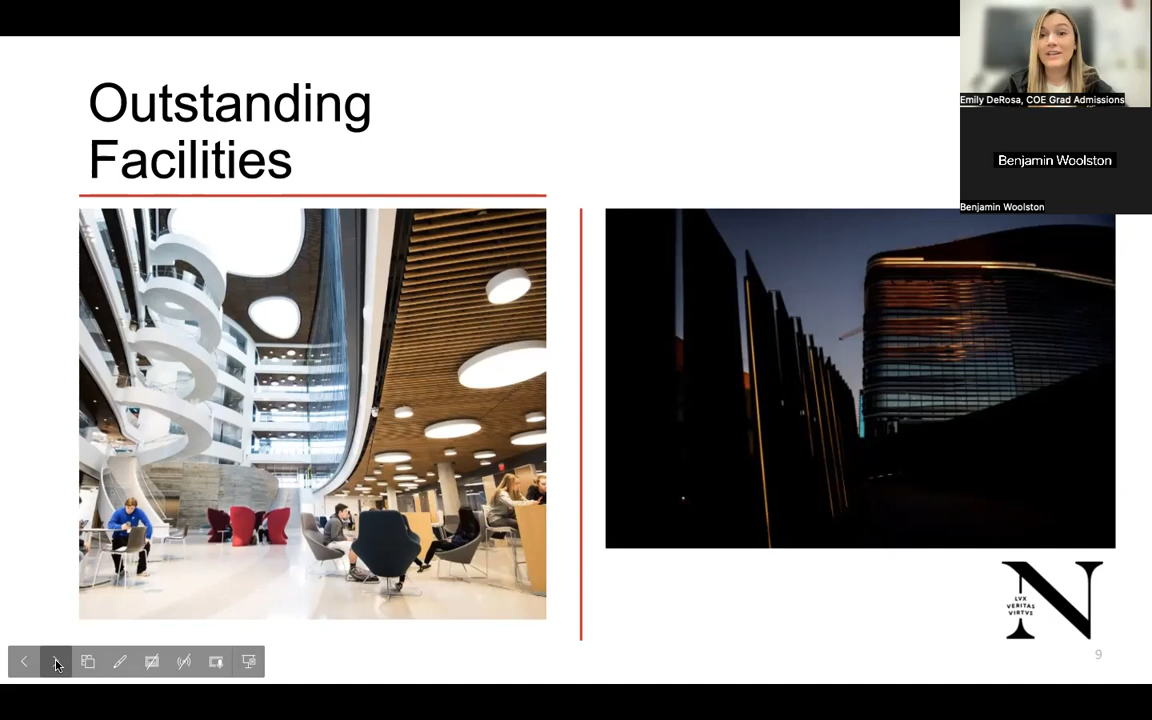 Outstanding
Facilities
Emily DeRosa, COE Grad Admissions
Benjamin Woolston
Benjamin Woolston
N
LVX
VERITAS
VIRTVS
9